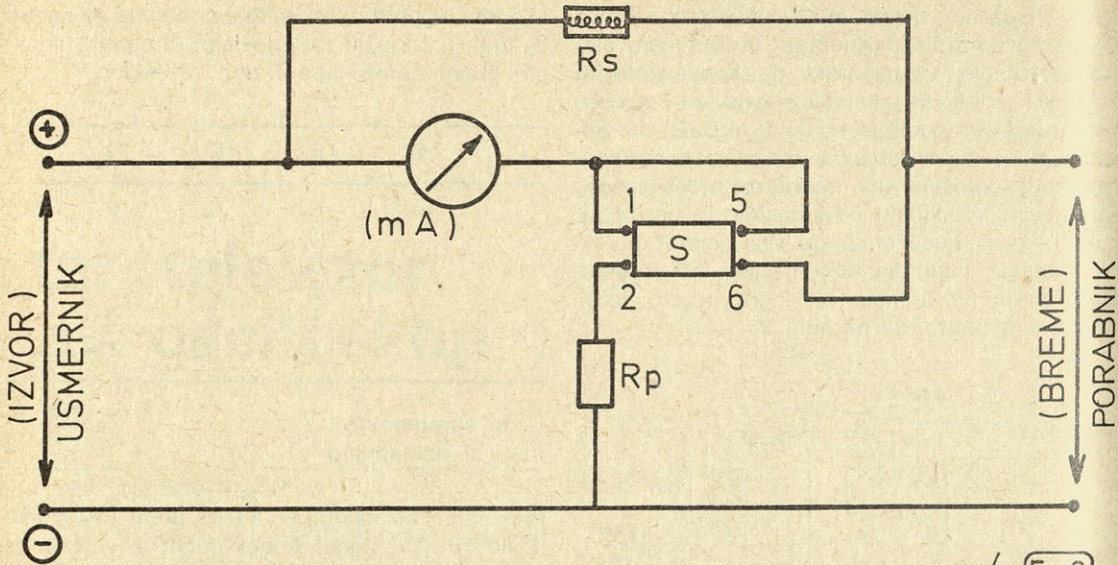 Rs
+
(mA)
1 5
S
2 6
Rp
(IZVOR)
USMERNIK
(BREME)
PORABNIK
-